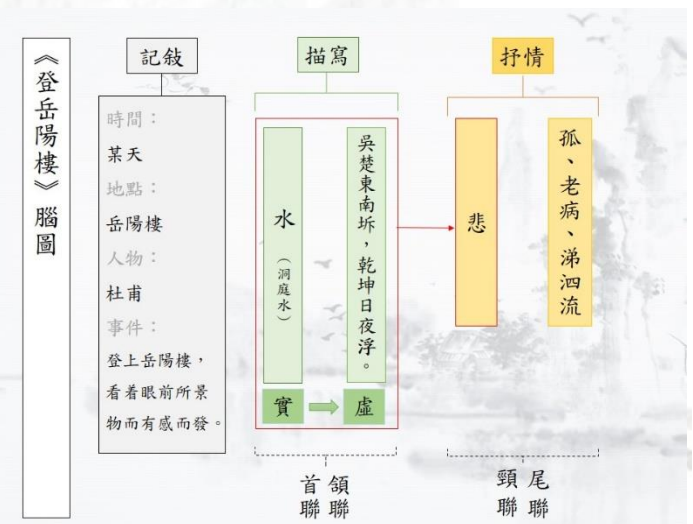 《登岳陽樓》腦圖
記敍
時間：
某天
地點：
岳陽樓
人物：
杜甫
事件：
登上岳陽樓，
看着眼前所景
物而有感而發。
描寫
水
（洞庭水）
吳楚東南坼，乾坤日夜浮。
實
虛
首聯
頷聯
抒情
悲
孤、老病、涕泗流
頸聯
尾聯